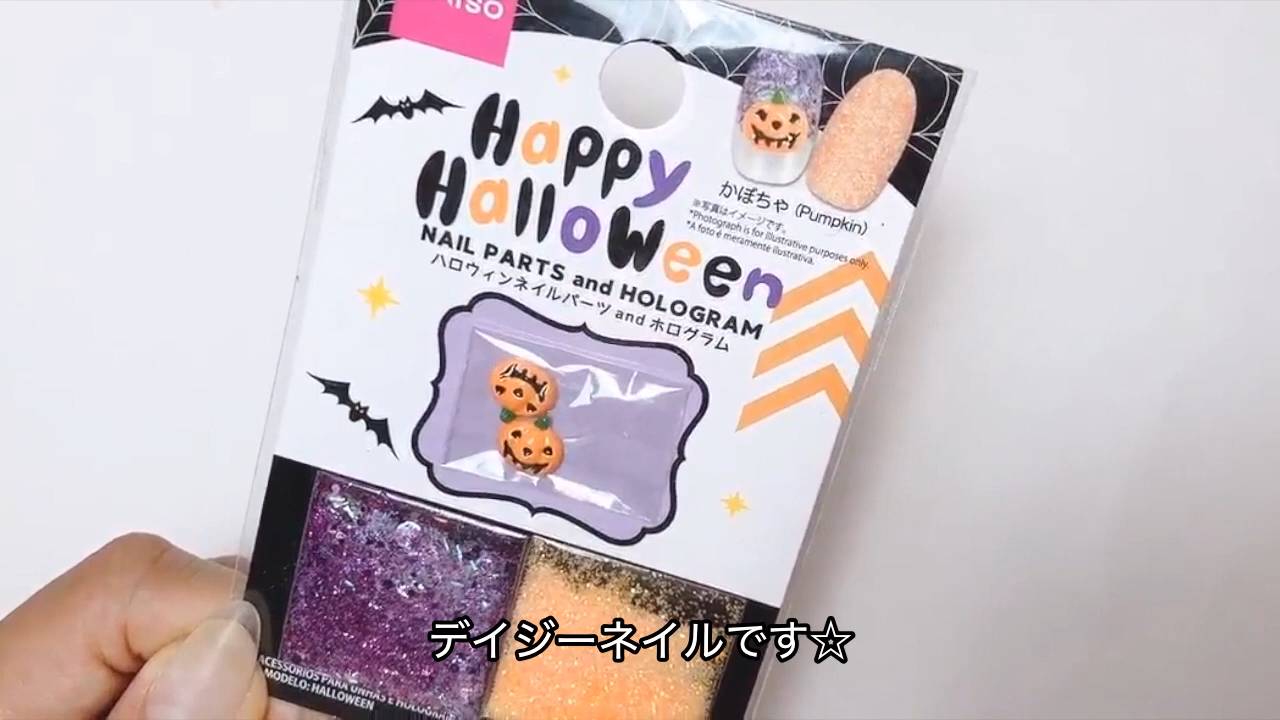 Happy
Halloween
NAIL PARTS and HOLOGRAM
ハロウィンネイルパーツ and ホログラム
かぼちゃ (Pumpkin)
※写真はイメージです。
*Photograph is for illustrative purposes only.
*A foto é meramente ilustrativa.
デイジーネイルです☆
ACESSÓRIOS PARA UNHAS E
MODELO: HALLOWEEN